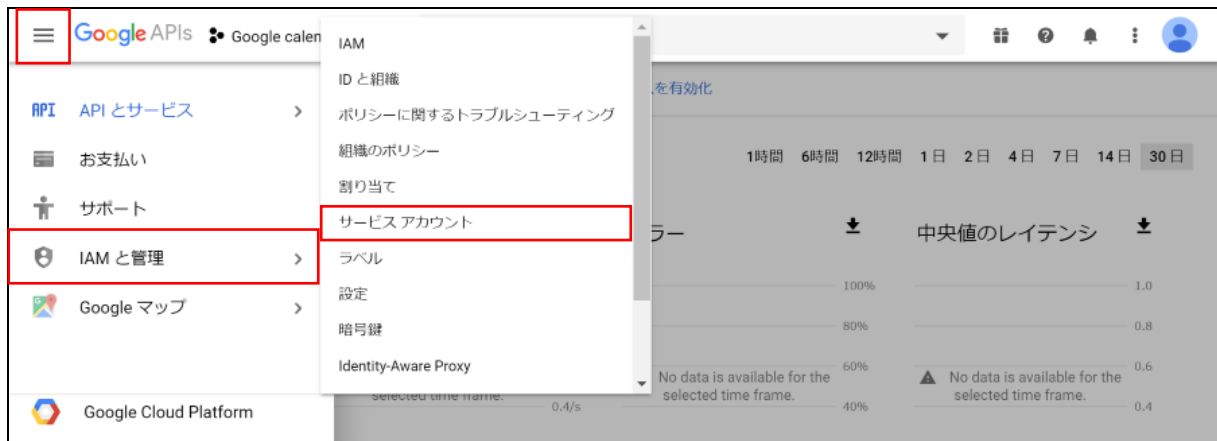 Google APIs Google calen
API APIとサービス
お支払い
サポート
IAM と管理
Google マップ
Google Cloud Platform
IAM
ID と組織
ポリシーに関するトラブルシューティング
組織のポリシー
割り当て
サービス アカウント
ラベル
設定
暗号鍵
Identity-Aware Proxy
を有効化
1時間 6時間 12時間 1日 2日 4日 7日 14日 30日
ラー
100%
80%
60%
40%
No data is available for the
selected time frame.
中央値のレイテンシ
1.0
0.8
0.6
0.4
No data is available for the
selected time frame.
selected time frame.
0.4/s